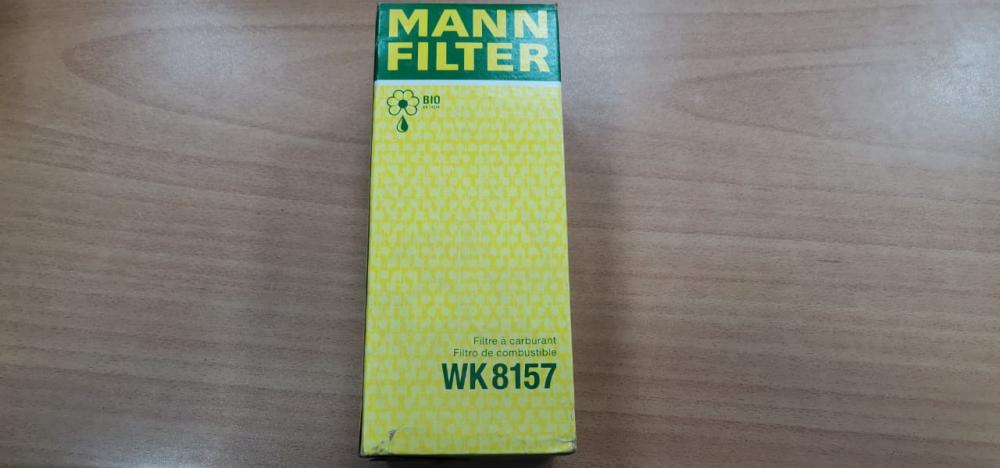 MANN
FILTER
BIO
Filtre à carburant
Filtro de combustible
WK 8157